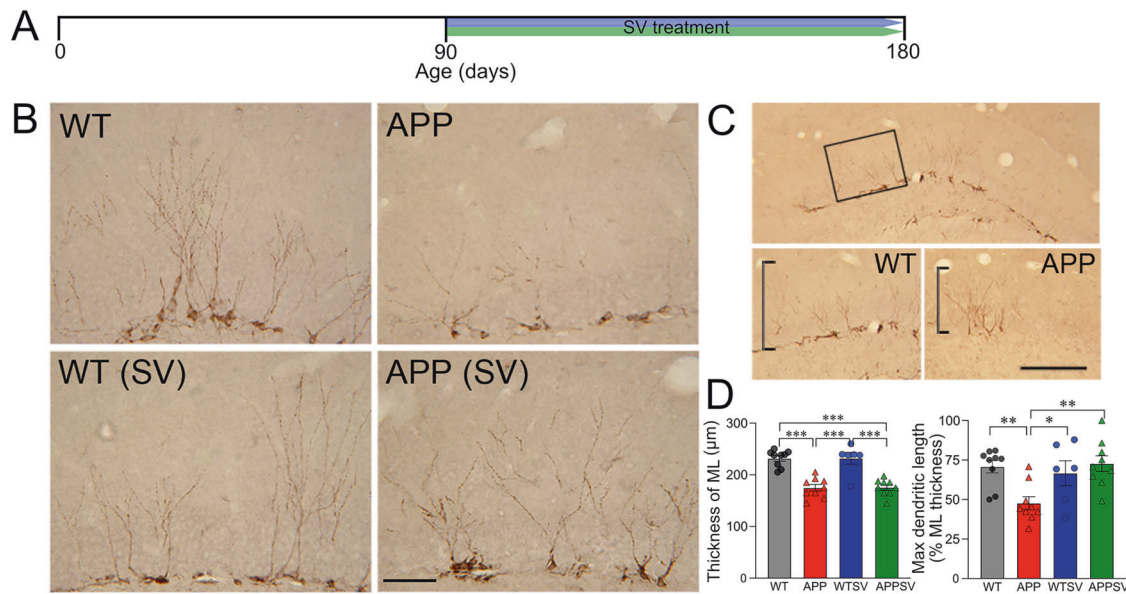 A
SV treatment
0
90
180
Age (days)
B
WT
APP
WT (SV)
APP (SV)
C
WT
APP
D
Thickness of ML (μm)
300
200
100
0
***
***
***
***
WT
APP
WTSV
APPSV
Max dendritic length
(% ML thickness)
100
75
50
25
0
**
*
**
WT
APP
WTSV
APPSV